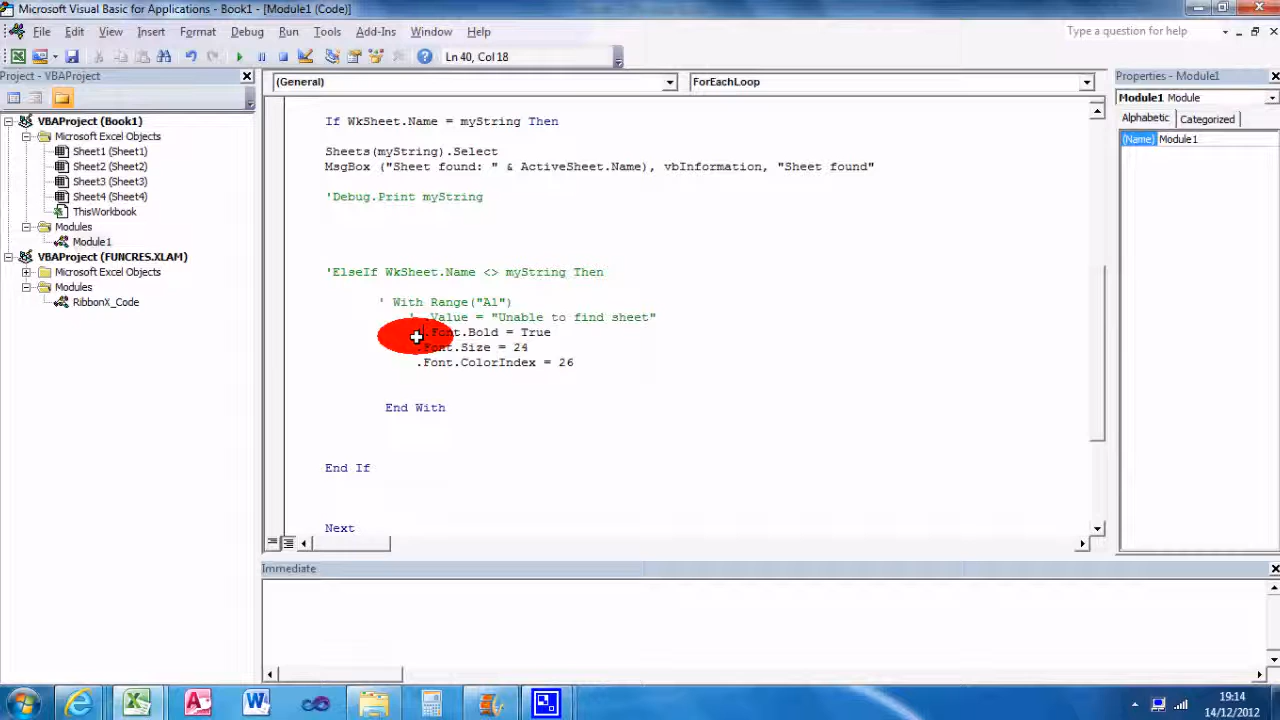 Microsoft Visual Basic for Applications - Book1 - [Module1 (Code)]
File Edit View Insert Format Debug Run Tools Add-Ins Window Help
Type a question for help
Ln 40, Col 18
Project - VBAProject
VBAProject (Book1)
Microsoft Excel Objects
Sheet1 (Sheet1)
Sheet2 (Sheet2)
Sheet3 (Sheet3)
Sheet4 (Sheet4)
ThisWorkbook
Modules
Module1
VBAProject (FUNCRES.XLAM)
Microsoft Excel Objects
Modules
RibbonX_Code
(General)
ForEachLoop
If WkSheet.Name = myString Then
Sheets(myString).Select
MsgBox ("Sheet found: " & ActiveSheet.Name), vbInformation, "Sheet found"
'Debug.Print myString
'ElseIf WkSheet.Name <> myString Then
' With Range("A1")
' .Value = "Unable to find sheet"
.Font.Bold = True
.Font.Size = 24
.Font.ColorIndex = 26
End With
End If
Next
Properties - Module1
Module1 Module
Alphabetic Categorized
(Name) Module1
Immediate
19:14
14/12/2012